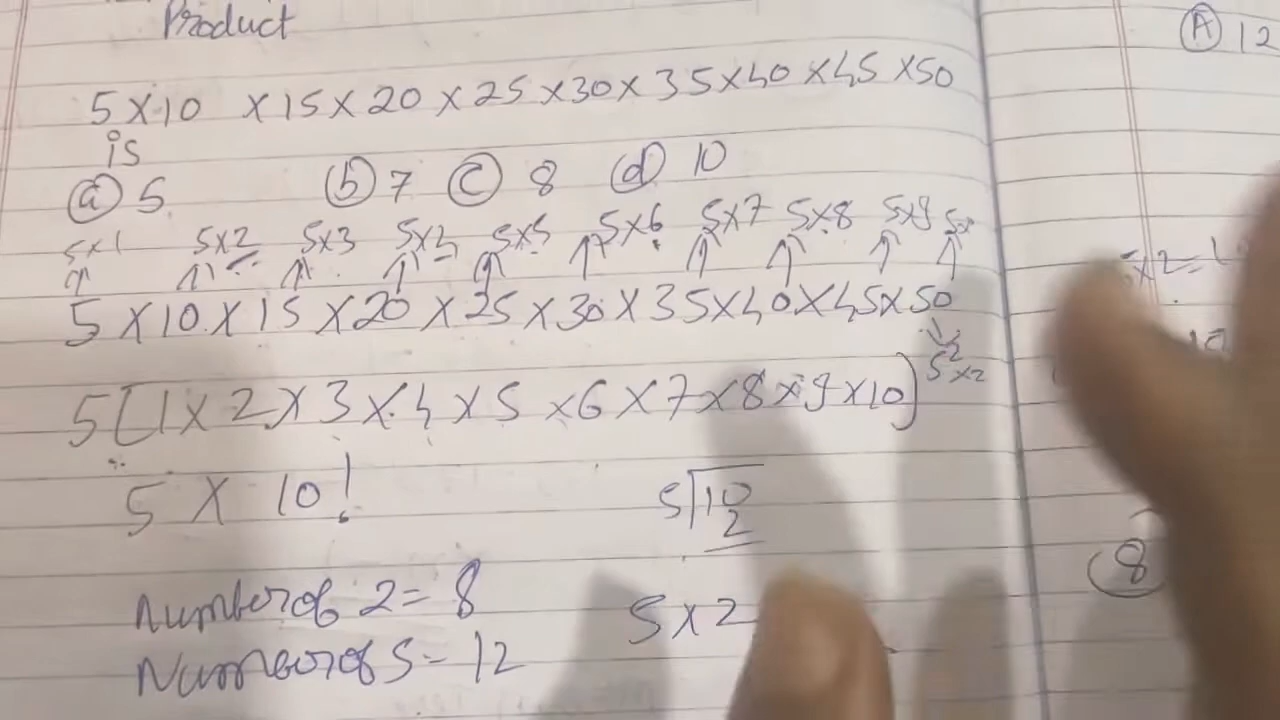 Product
5 X 10 X 15 X 20 X 25 X 30 X 35 X 40 X 45 X 50
is
(a) 5 (b) 7 (c) 8 (d) 10
5X1 5X2 5X3 5X4 5X5 5X6 5X7 5X8 5X9
5 X 10 X 15 X 20 X 25 X 30 X 35 X 40 X 45 X 50
5² X2
5[1 X 2 X 3 X 4 X 5 X 6 X 7 X 8 X 9 X 10)
5 X 10!
5 10
2
Number of 2 = 8
5 X 2
Number of 5 - 12
(A) 12
8